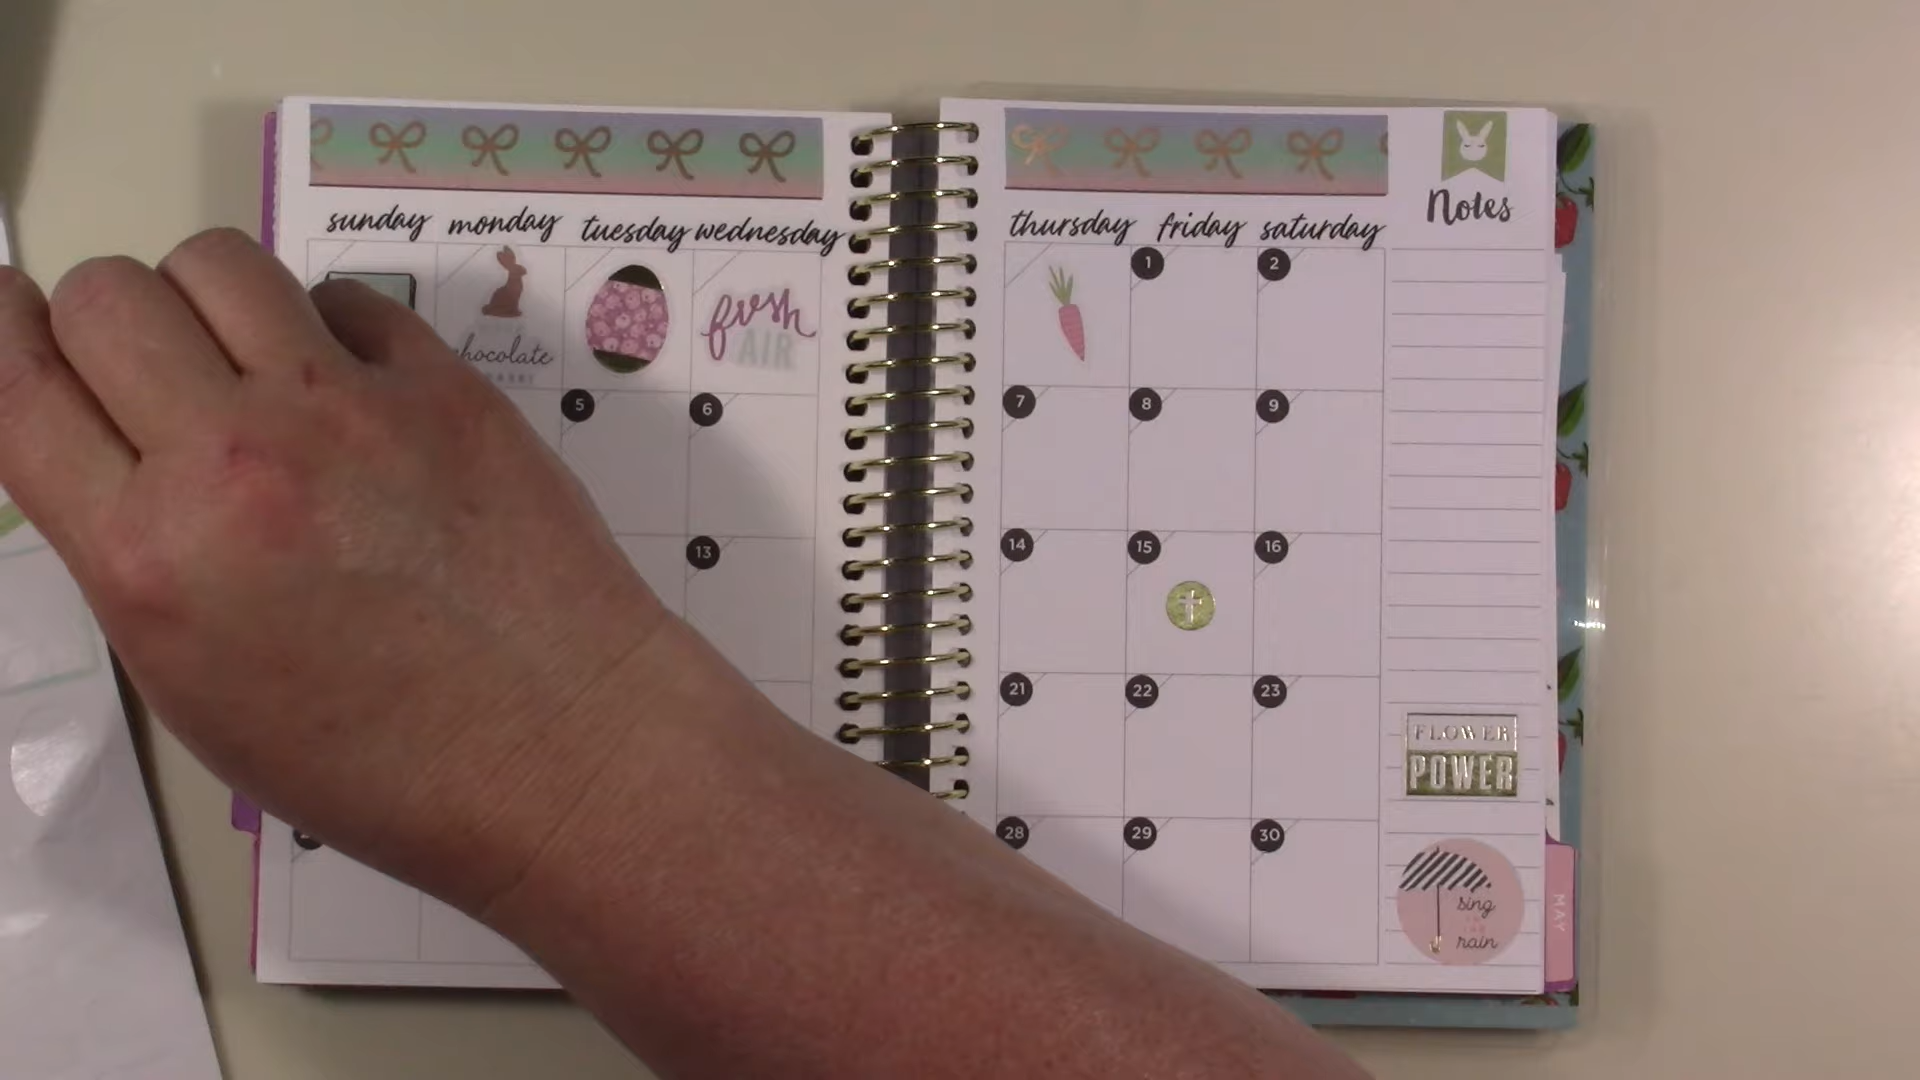 Notes
sunday monday tuesday wednesday thursday friday saturday
1 2
fresh
AIR
chocolate
5 6 7 8 9
13 14 15 16
21 22 23
FLOWER
POWER
28 29 30
sing
rain
MAY